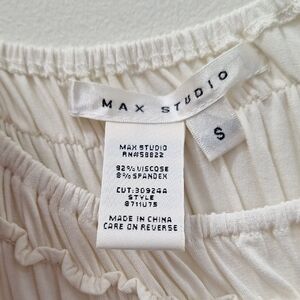 MAX STUDIO
S
MAX STUDIO
RN#58822
92% VISCOSE
8% SPANDEX
CUT:30924A
STYLE
8711U75
MADE IN CHINA
CARE ON REVERSE